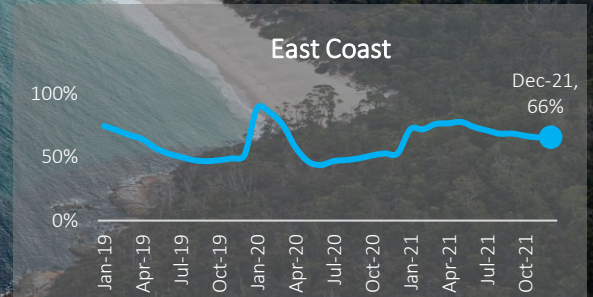 East Coast
Dec-21,
66%
100%
50%
0%
Jan-19
Apr-19
Jul-19
Oct-19
Jan-20
Apr-20
Jul-20
Oct-20
Jan-21
Apr-21
Jul-21
Oct-21